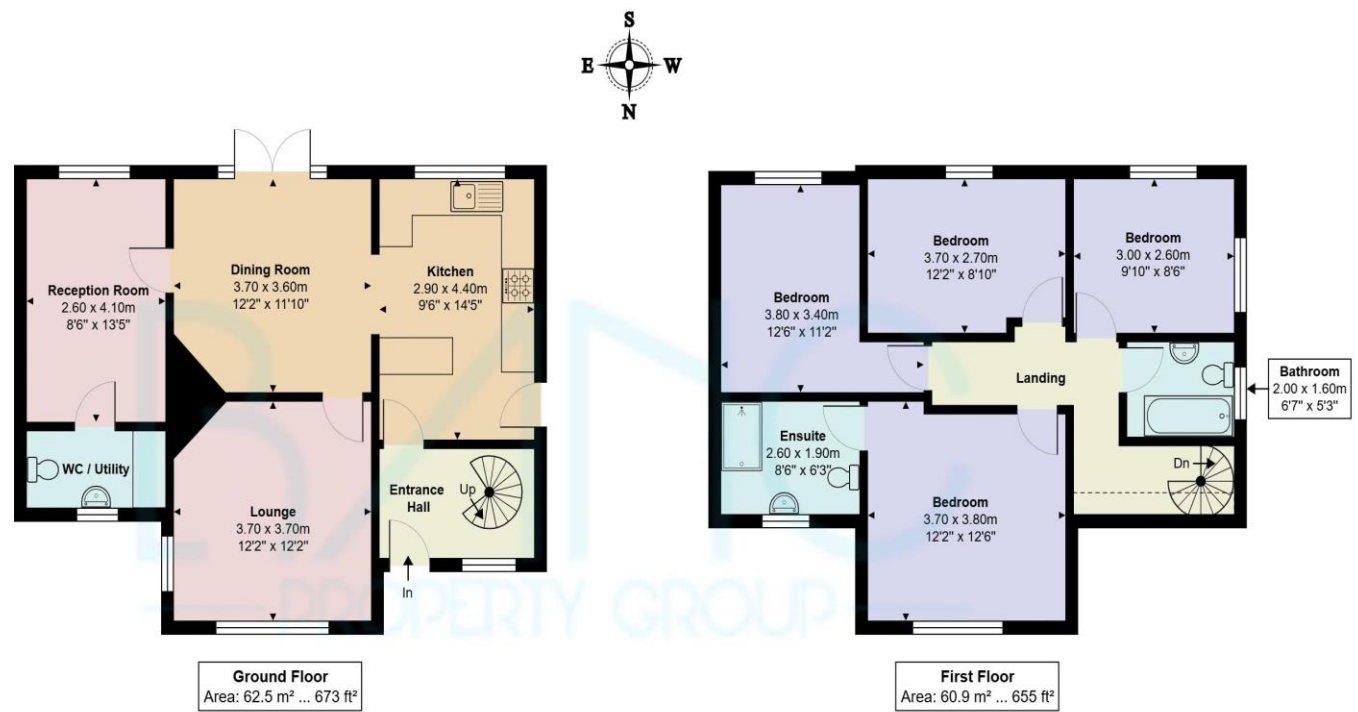 S
E W
N
Reception Room
2.60 x 4.10m
8'6" x 13'5"
Dining Room
3.70 x 3.60m
12'2" x 11'10"
Kitchen
2.90 x 4.40m
9'6" x 14'5"
WC / Utility
Lounge
3.70 x 3.70m
12'2" x 12'2"
Entrance
Hall
Up
In
Ground Floor
Area: 62.5 m² ... 673 ft²
Bedroom
3.80 x 3.40m
12'6" x 11'2"
Bedroom
3.70 x 2.70m
12'2" x 8'10"
Bedroom
3.00 x 2.60m
9'10" x 8'6"
Landing
Bathroom
2.00 x 1.60m
6'7" x 5'3"
Ensuite
2.60 x 1.90m
8'6" x 6'3"
Bedroom
3.70 x 3.80m
12'2" x 12'6"
Dn
First Floor
Area: 60.9 m² ... 655 ft²
BANC
PROPERTY GROUP